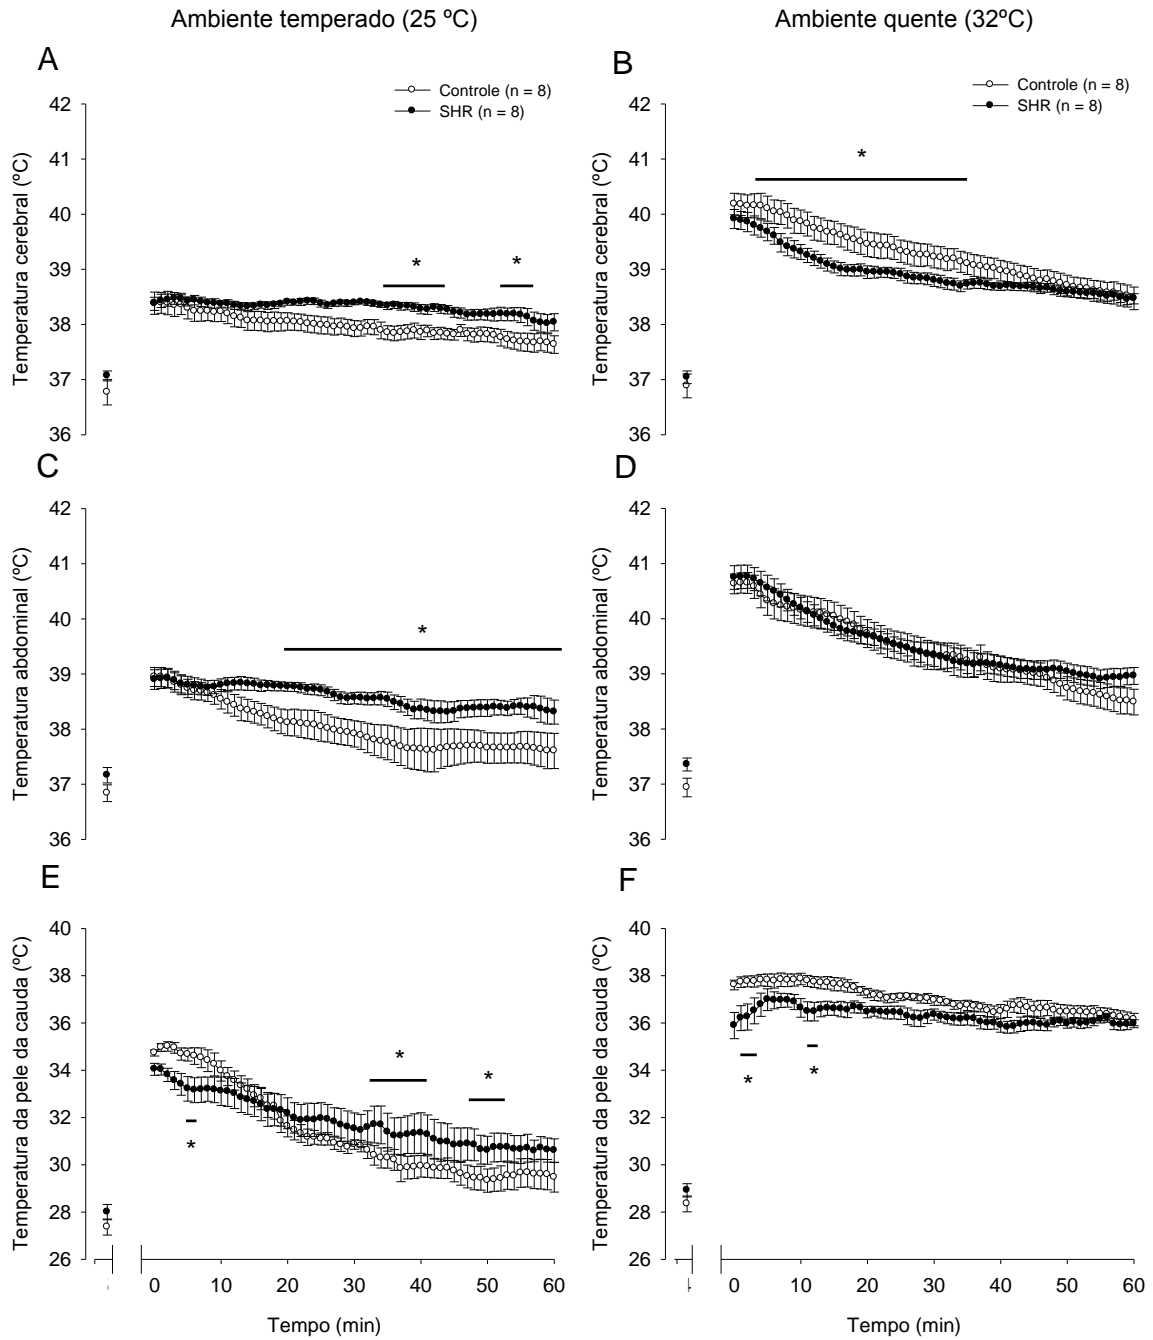 Ambiente temperado (25 ºC)
Ambiente quente (32ºC)
A
Controle (n = 8)
SHR (n = 8)
Temperatura cerebral (ºC)
42
41
40
39
38
37
36
*
*
B
Controle (n = 8)
SHR (n = 8)
Temperatura cerebral (ºC)
42
41
40
39
38
37
36
*
C
Temperatura abdominal (ºC)
42
41
40
39
38
37
36
*
D
Temperatura abdominal (ºC)
42
41
40
39
38
37
36
E
Temperatura da pele da cauda (ºC)
40
38
36
34
32
30
28
26
*
*
*
0 10 20 30 40 50 60
Tempo (min)
F
Temperatura da pele da cauda (ºC)
40
38
36
34
32
30
28
26
*
*
0 10 20 30 40 50 60
Tempo (min)